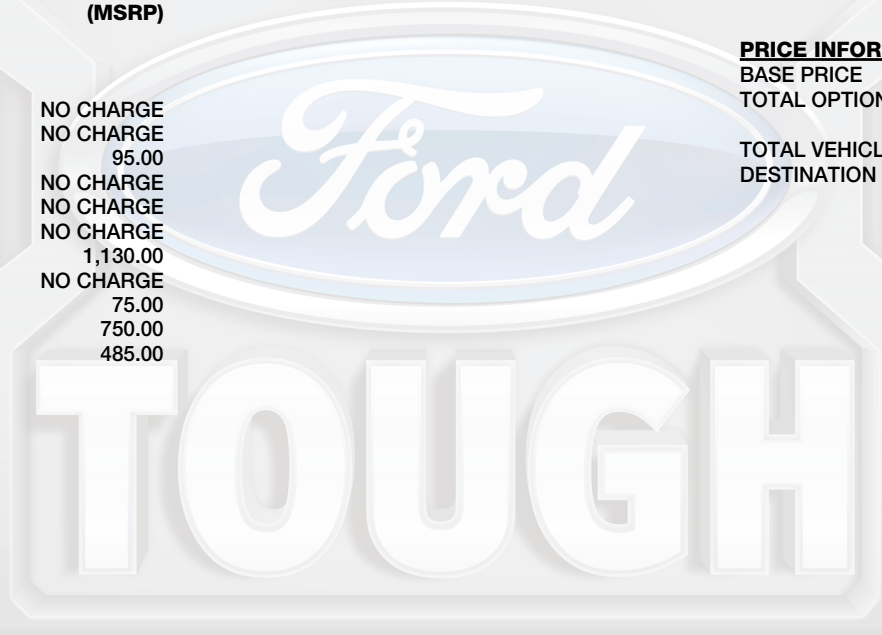 (MSRP)
NO CHARGE
NO CHARGE
95.00
NO CHARGE
NO CHARGE
NO CHARGE
1,130.00
NO CHARGE
75.00
750.00
485.00
PRICE INFOR
BASE PRICE
TOTAL OPTION
TOTAL VEHICL
DESTINATION
Ford
TOUGH